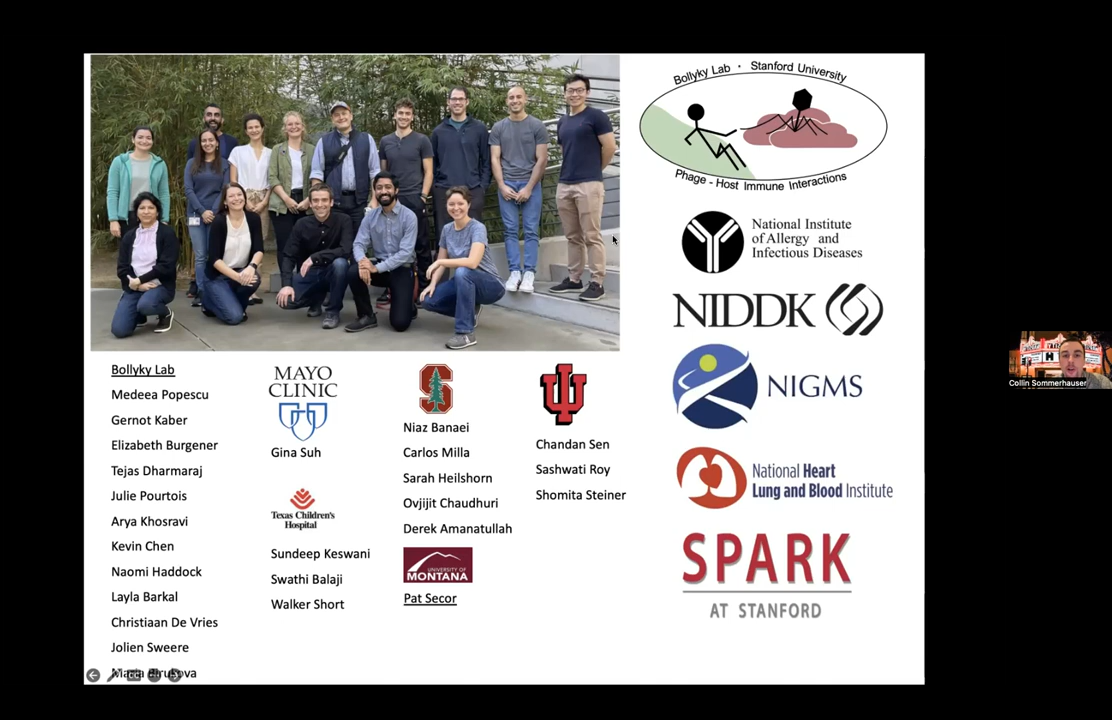 Bollyky Lab · Stanford University
Phage - Host Immune Interactions
National Institute
of Allergy and
Infectious Diseases
NIDDK
NIGMS
National Heart
Lung and Blood Institute
SPARK
AT STANFORD
Bollyky Lab
Medeea Popescu
Gernot Kaber
Elizabeth Burgener
Tejas Dharmaraj
Julie Pourtois
Arya Khosravi
Kevin Chen
Naomi Haddock
Layla Barkal
Christiaan De Vries
Jolien Sweere
Maria
MAYO
CLINIC
Gina Suh
Texas Children's
Hospital
Sundeep Keswani
Swathi Balaji
Walker Short
S
Niaz Banaei
Carlos Milla
Sarah Heilshorn
Ovjijit Chaudhuri
Derek Amanatullah
UNIVERSITY OF
MONTANA
Pat Secor
Chandan Sen
Sashwati Roy
Shomita Steiner
Collin Sommerhauser